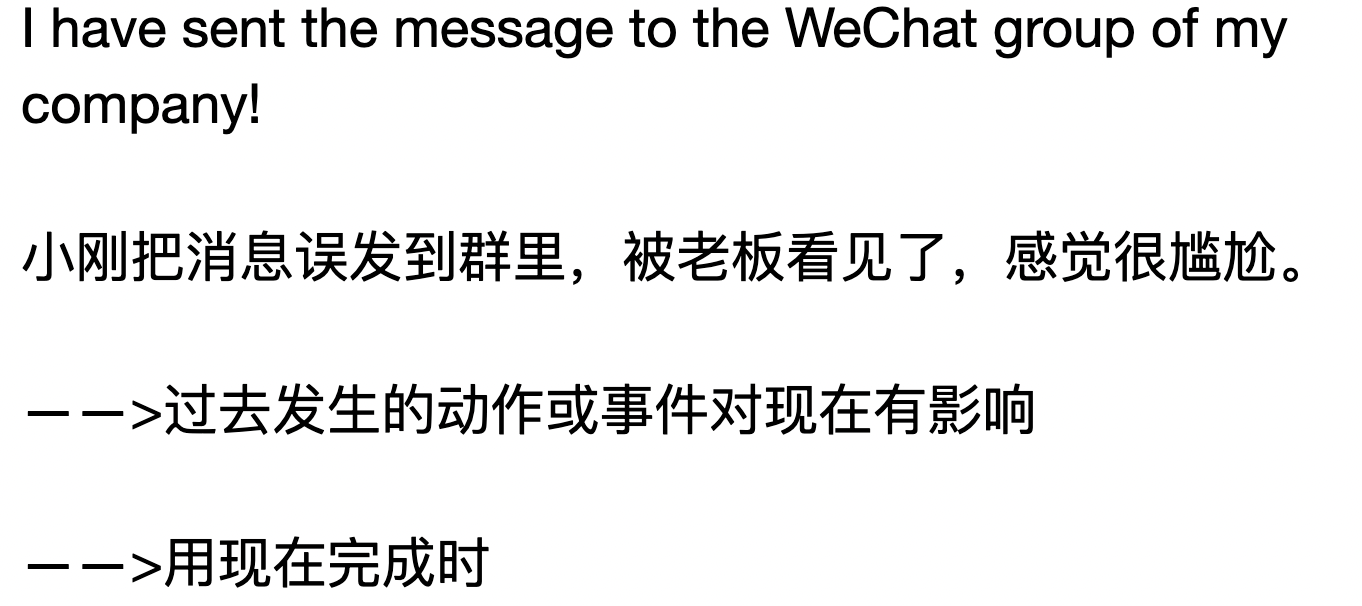 I have sent the message to the WeChat group of my
company!
小刚把消息误发到群里，被老板看见了，感觉很尴尬。
——>过去发生的动作或事件对现在有影响
——>用现在完成时